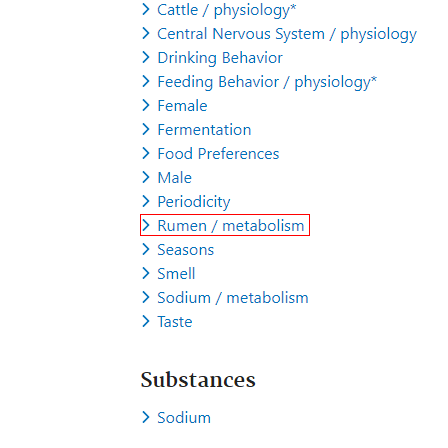 Cattle / physiology*
Central Nervous System / physiology
Drinking Behavior
Feeding Behavior / physiology*
Female
Fermentation
Food Preferences
Male
Periodicity
Rumen / metabolism
Seasons
Smell
Sodium / metabolism
Taste
Substances
Sodium